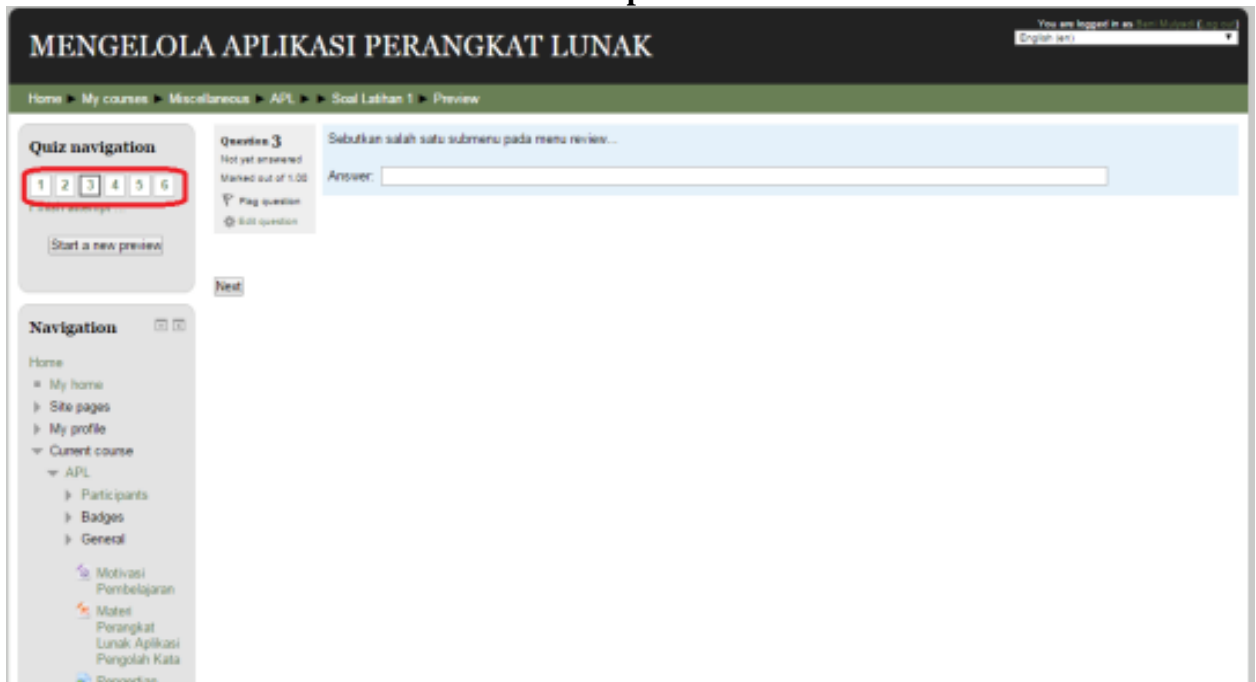 You are logged in as Beni Mulyadi (Log out)
English (en)
MENGELOLA APLIKASI PERANGKAT LUNAK
Home ► My courses ► Miscellaneous ► APL ► ► Soal Latihan 1 ► Preview
Quiz navigation
1 2 3 4 5 6
Start a new preview
Question 3
Not yet answered
Marked out of 1.00
Flag question
Edit question
Sebutkan salah satu submenu pada menu review...
Answer:
Next
Navigation
Home
My home
Site pages
My profile
Current course
APL
Participants
Badges
General
Motivasi
Pembelajaran
Materi
Perangkat
Lunak Aplikasi
Pengolah Kata